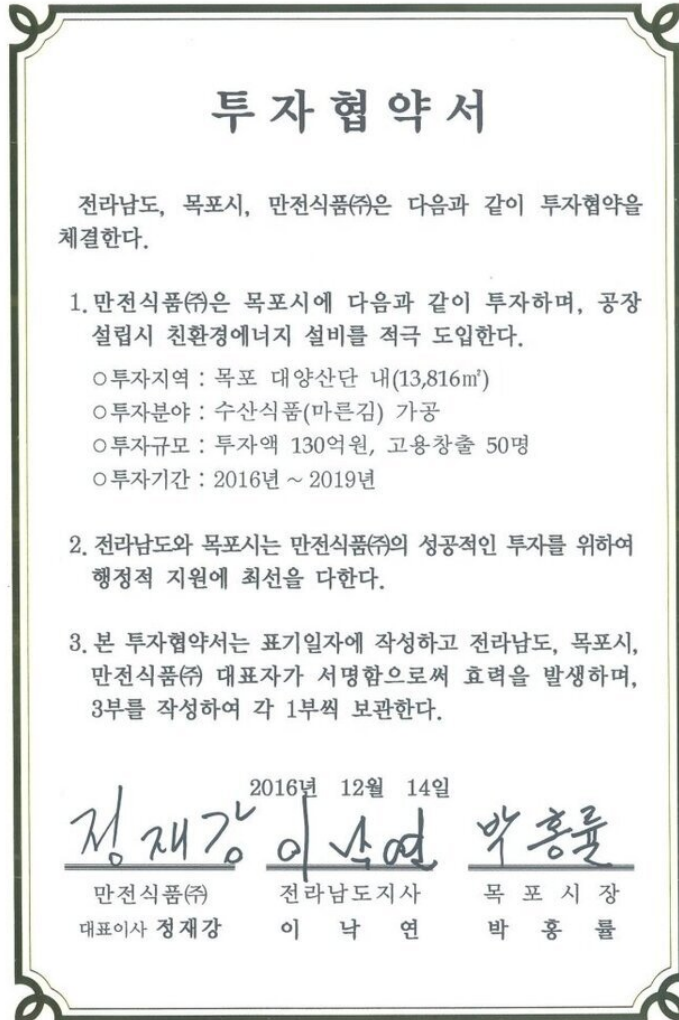 투자협약서
전라남도, 목포시, 만전식품㈜은 다음과 같이 투자협약을
체결한다.
1. 만전식품㈜은 목포시에 다음과 같이 투자하며, 공장
설립시 친환경에너지 설비를 적극 도입한다.
○투자지역 : 목포 대양산단 내(13,816㎡)
○투자분야 : 수산식품(마른김) 가공
○투자규모 : 투자액 130억원, 고용창출 50명
○투자기간 : 2016년 ~ 2019년
2. 전라남도와 목포시는 만전식품㈜의 성공적인 투자를 위하여
행정적 지원에 최선을 다한다.
3. 본 투자협약서는 표기일자에 작성하고 전라남도, 목포시,
만전식품㈜ 대표자가 서명함으로써 효력을 발생하며,
3부를 작성하여 각 1부씩 보관한다.
2016년 12월 14일
정재강 이낙연 박홍률
만전식품㈜ 전라남도지사 목포시장
대표이사 정재강 이낙연 박홍률